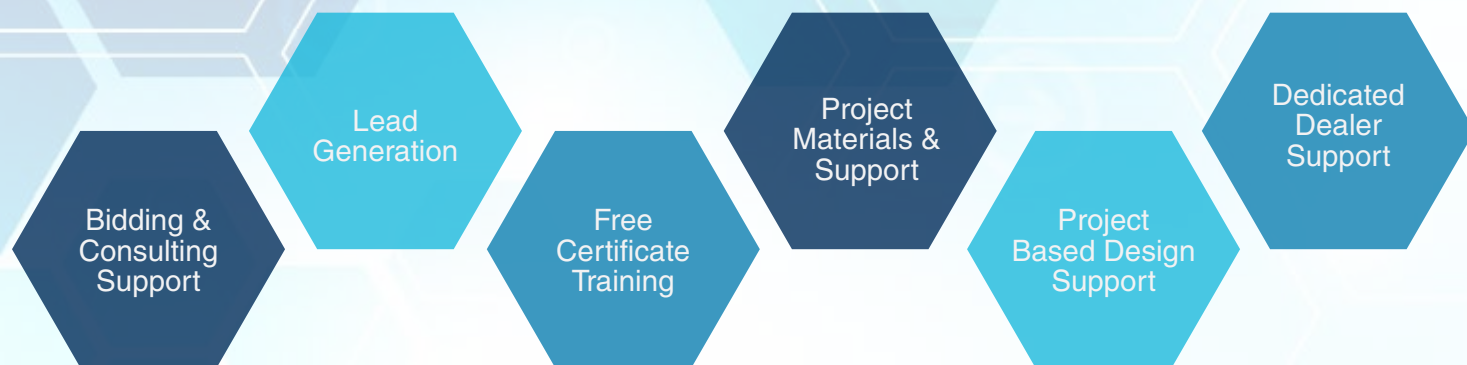 Bidding &
Consulting
Support
Lead
Generation
Free
Certificate
Training
Project
Materials &
Support
Project
Based Design
Support
Dedicated
Dealer
Support